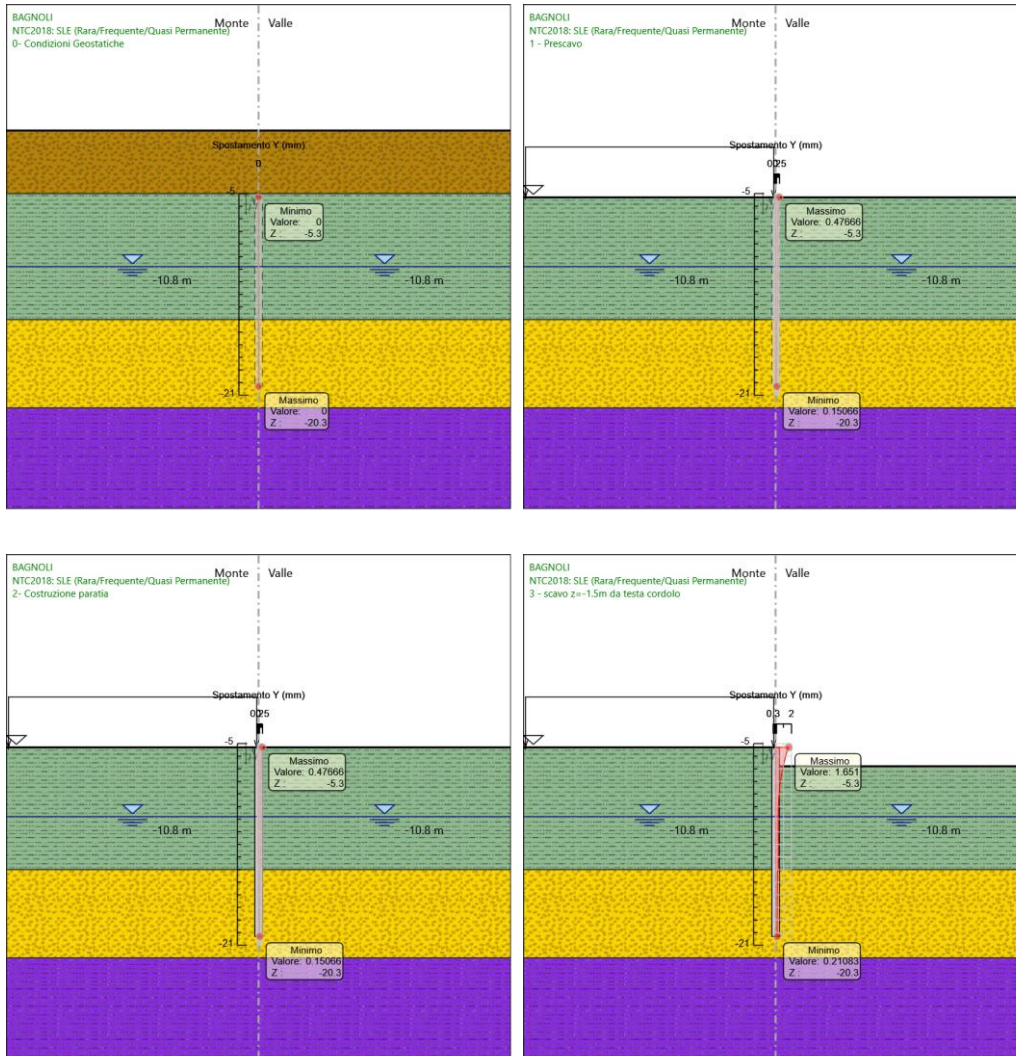 BAGNOLI
NTC2018: SLE (Rara/Frequente/Quasi Permanente)
0- Condizioni Geostatiche
Monte Valle
Spostamento Y (mm)
0
-5
Minimo
Valore: 0
Z : -5.3
-10.8 m -10.8 m
-21
Massimo
Valore: 0
Z : -20.3
BAGNOLI
NTC2018: SLE (Rara/Frequente/Quasi Permanente)
1 - Prescavo
Monte Valle
Spostamento Y (mm)
-5
Massimo
Valore: 0.47666
Z : -5.3
-10.8 m -10.8 m
-21
Minimo
Valore: 0.15066
Z : -20.3
BAGNOLI
NTC2018: SLE (Rara/Frequente/Quasi Permanente)
2- Costruzione paratia
Monte Valle
Spostamento Y (mm)
-5
Massimo
Valore: 0.47666
Z : -5.3
-10.8 m -10.8 m
-21
Minimo
Valore: 0.15066
Z : -20.3
BAGNOLI
NTC2018: SLE (Rara/Frequente/Quasi Permanente)
3 - scavo z=-1.5m da testa cordolo
Monte Valle
Spostamento Y (mm)
2
-5
Massimo
Valore: 1.651
Z : -5.3
-10.8 m -10.8 m
-21
Minimo
Valore: 0.21083
Z : -20.3